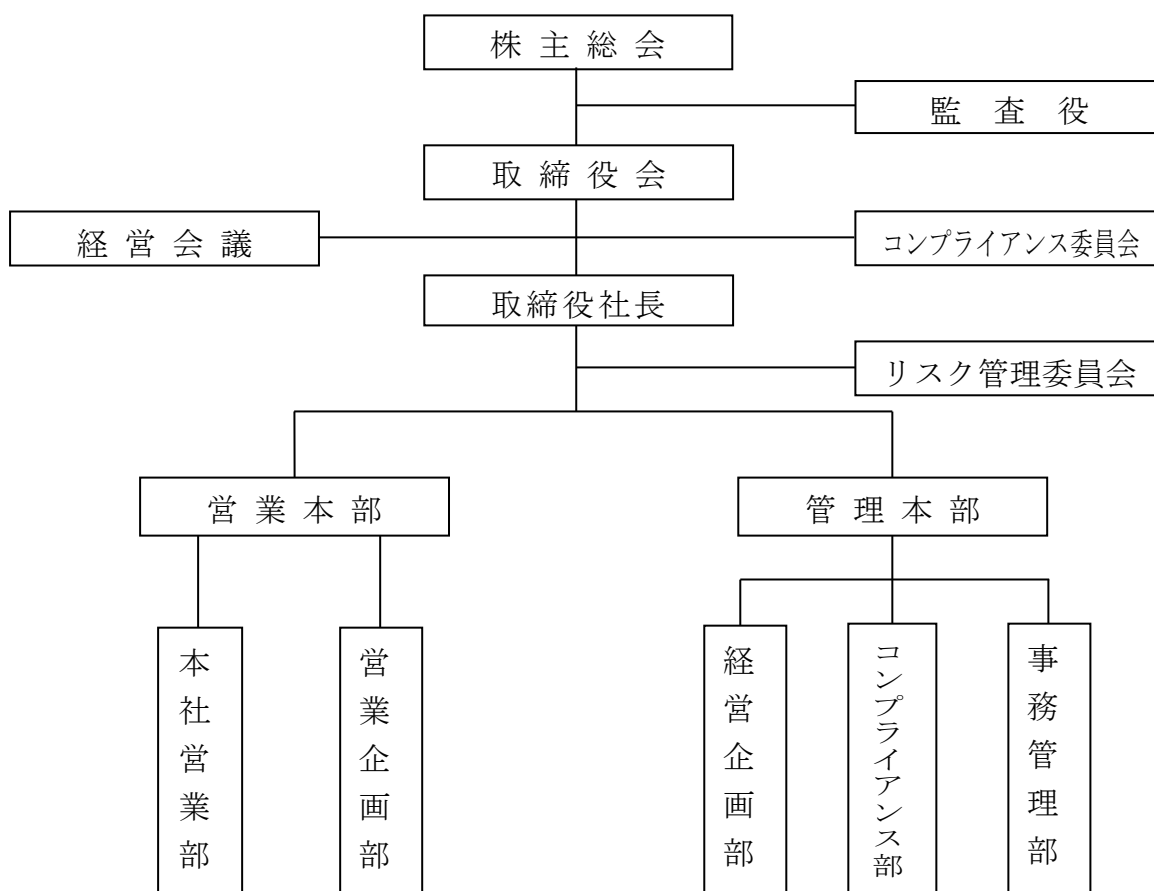 株主総会
監査役
取締役会
経営会議
コンプライアンス委員会
取締役社長
リスク管理委員会
営業本部
管理本部
本社営業部
営業企画部
経営企画部
コンプライアンス部
事務管理部